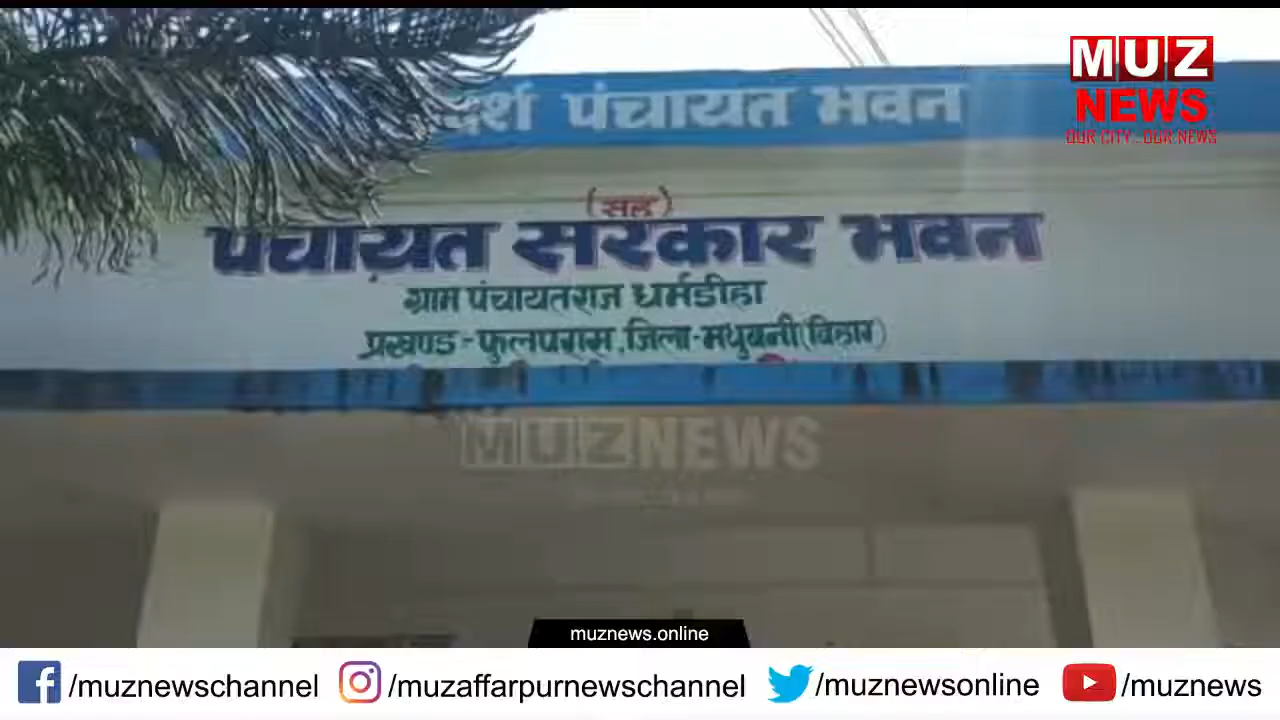 MUZ
NEWS
OUR CITY . OUR NEWS
पंचायत भवन
(सह)
पंचायत सरकार भवन
ग्राम पंचायतराज धर्मडीहा
प्रखण्ड-फुलपरास, जिला-मधुबनी (बिहार)
MUZNEWS
muznews.online
/muznewschannel
/muzaffarpurnewschannel
/muznewsonline
/muznews